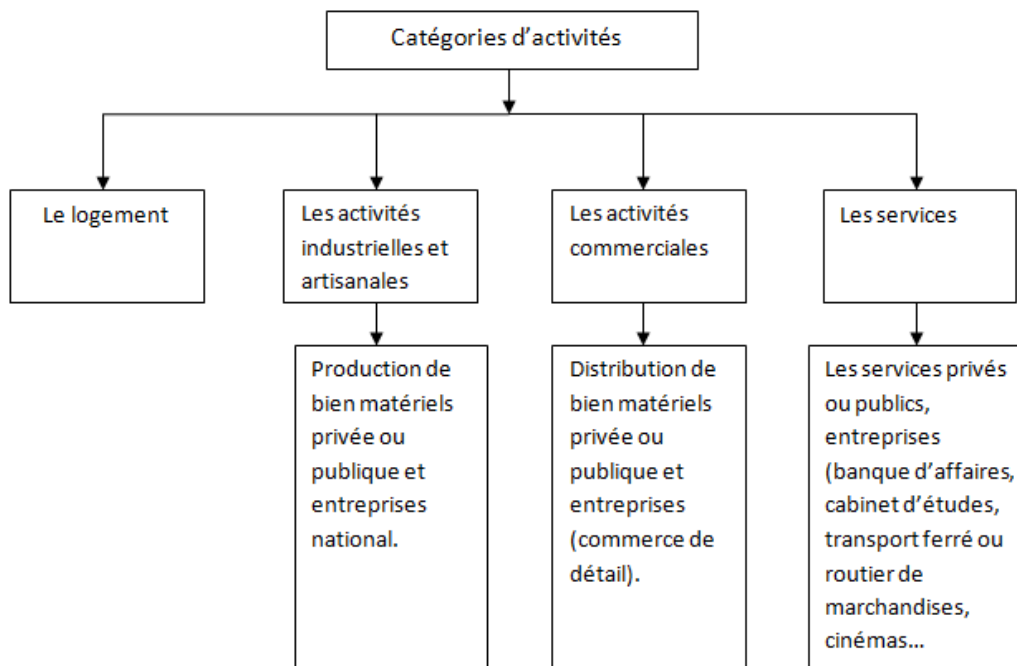 Catégories d'activités
Le logement
Les activités
industrielles et
artisanales
Les activités
commerciales
Les services
Production de
bien matériels
privée ou
publique et
entreprises
national.
Distribution de
bien matériels
privée ou
publique et
entreprises
(commerce de
détail).
Les services privés
ou publics,
entreprises
(banque d'affaires,
cabinet d'études,
transport ferré ou
routier de
marchandises,
cinémas...